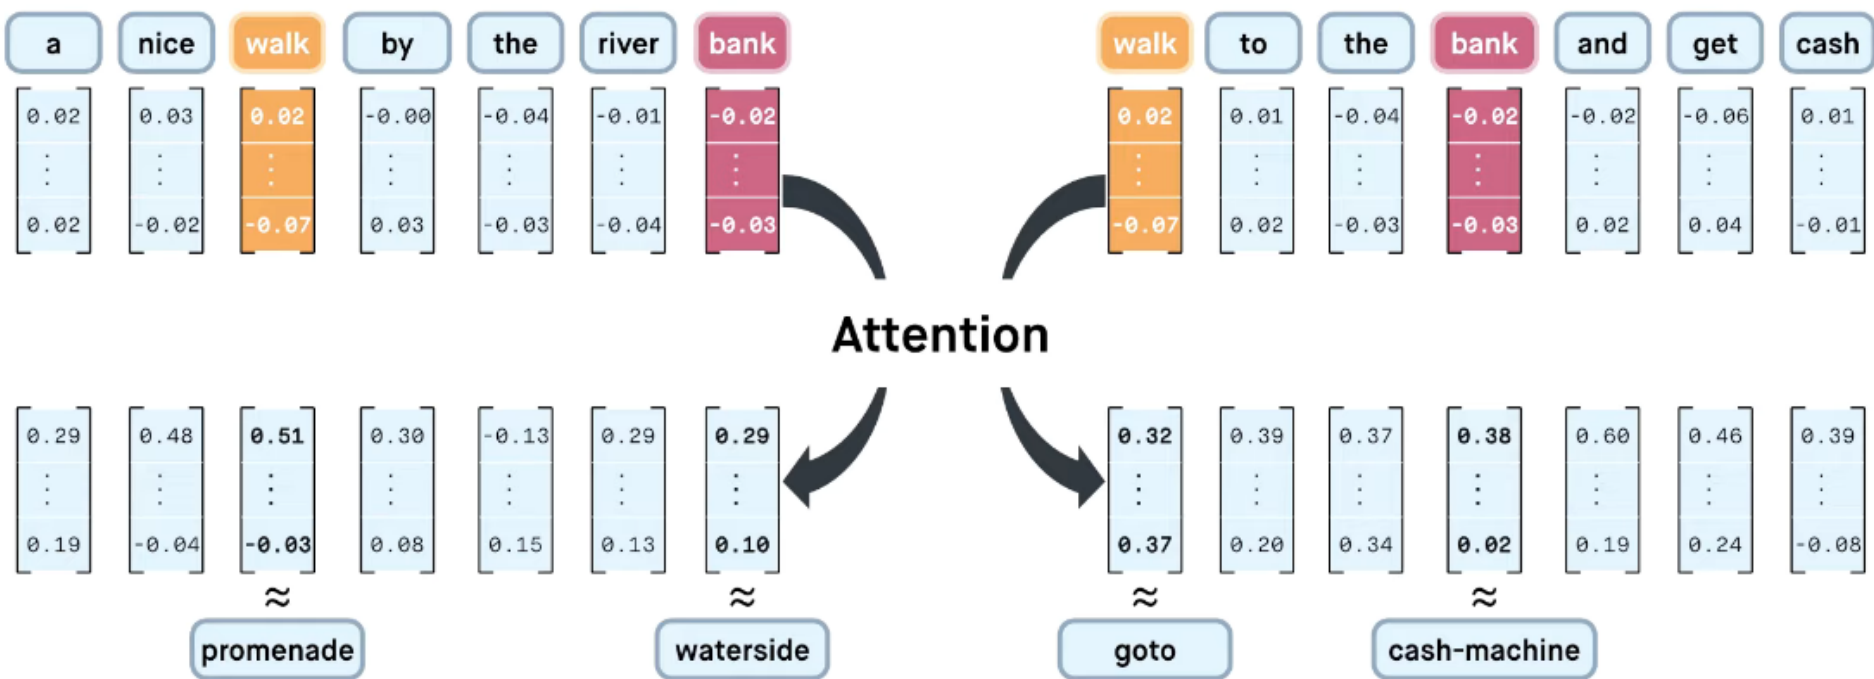 a nice walk by the river bank walk to the bank and get cash
0.02 0.03 0.02 -0.00 -0.04 -0.01 -0.02 0.02 0.01 -0.04 -0.02 -0.02 -0.06 0.01
0.02 -0.02 -0.07 0.03 -0.03 -0.04 -0.03 -0.07 0.02 -0.03 -0.03 0.02 0.04 -0.01
Attention
0.29 0.48 0.51 0.30 -0.13 0.29 0.29 0.32 0.39 0.37 0.38 0.60 0.46 0.39
0.19 -0.04 -0.03 0.08 0.15 0.13 0.10 0.37 0.20 0.34 0.02 0.19 0.24 -0.08
≈ ≈ ≈ ≈
promenade waterside goto cash-machine